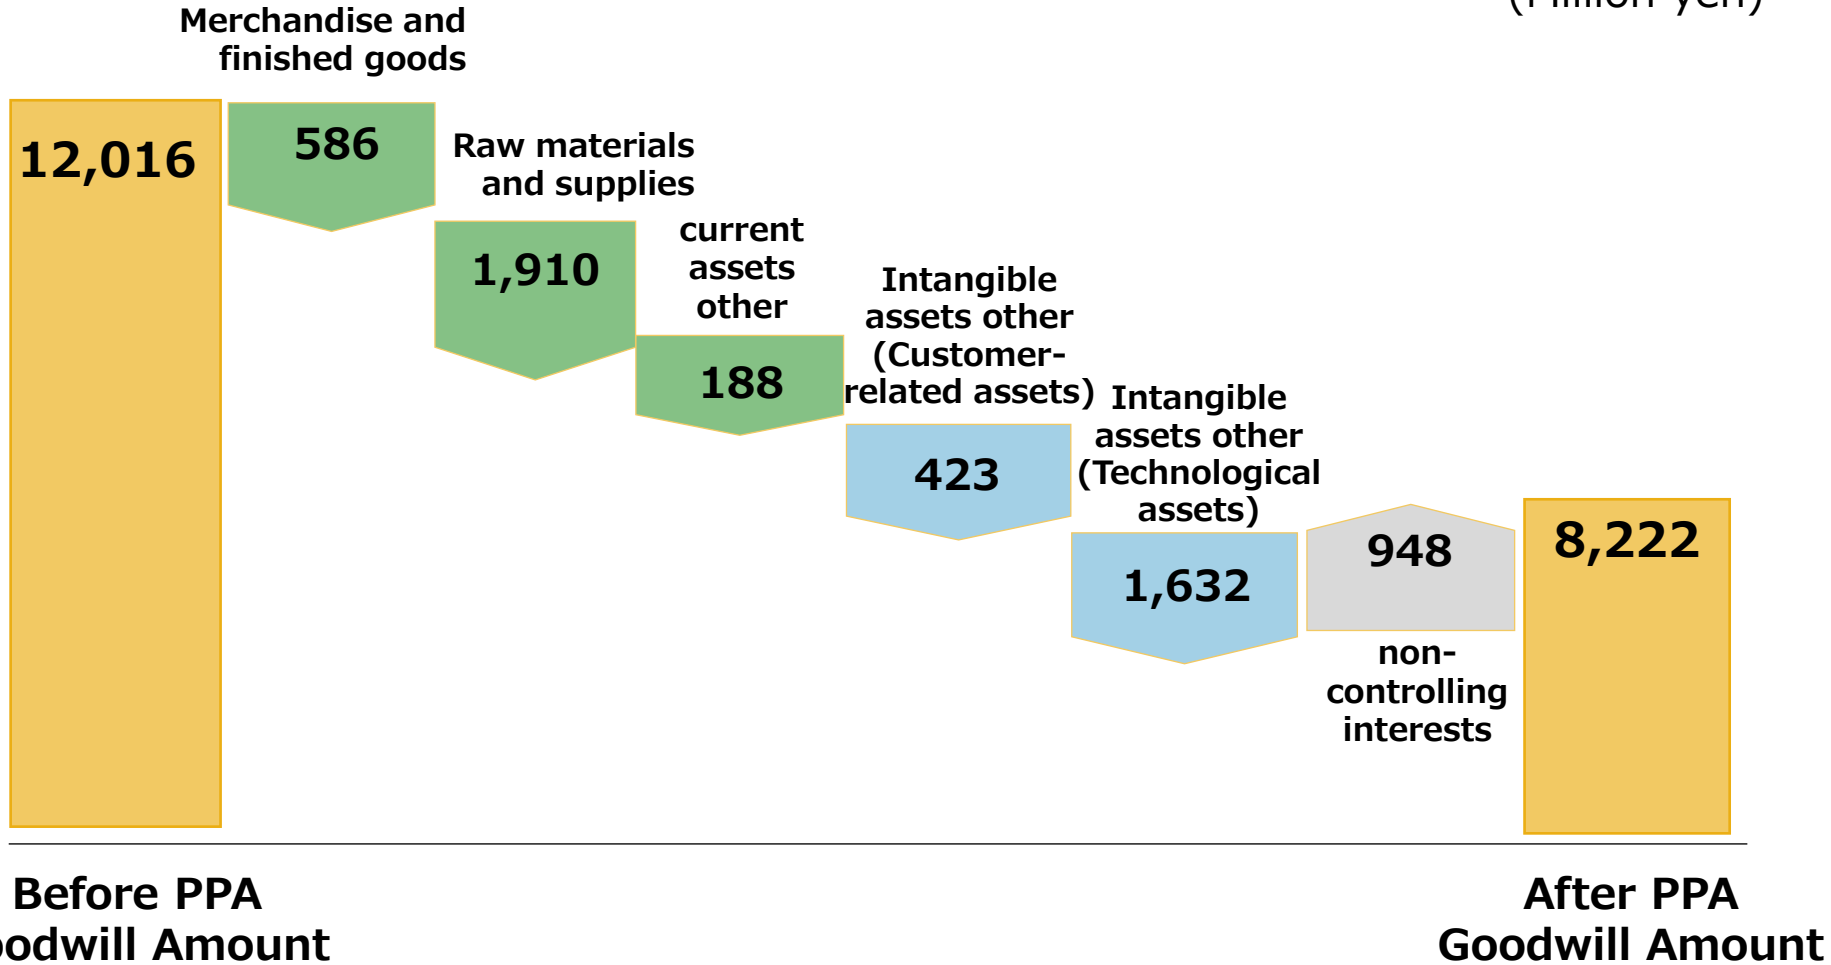 Merchandise and
finished goods
12,016
586
Raw materials
and supplies
1,910
current
assets
other
188
Intangible
assets other
(Customer-
related assets)
423
Intangible
assets other
(Technological
assets)
1,632
948
non-
controlling
interests
8,222
Before PPA
Amount
After PPA
Goodwill Amount